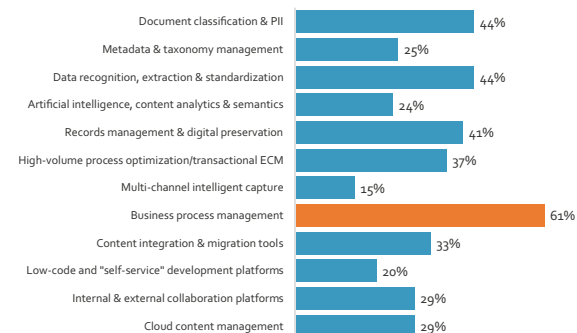 Document classification & PII 44%
Metadata & taxonomy management 25%
Data recognition, extraction & standardization 44%
Artificial intelligence, content analytics & semantics 24%
Records management & digital preservation 41%
High-volume process optimization/transactional ECM 37%
Multi-channel intelligent capture 15%
Business process management 61%
Content integration & migration tools 33%
Low-code and "self-service" development platforms 20%
Internal & external collaboration platforms 29%
Cloud content management 29%